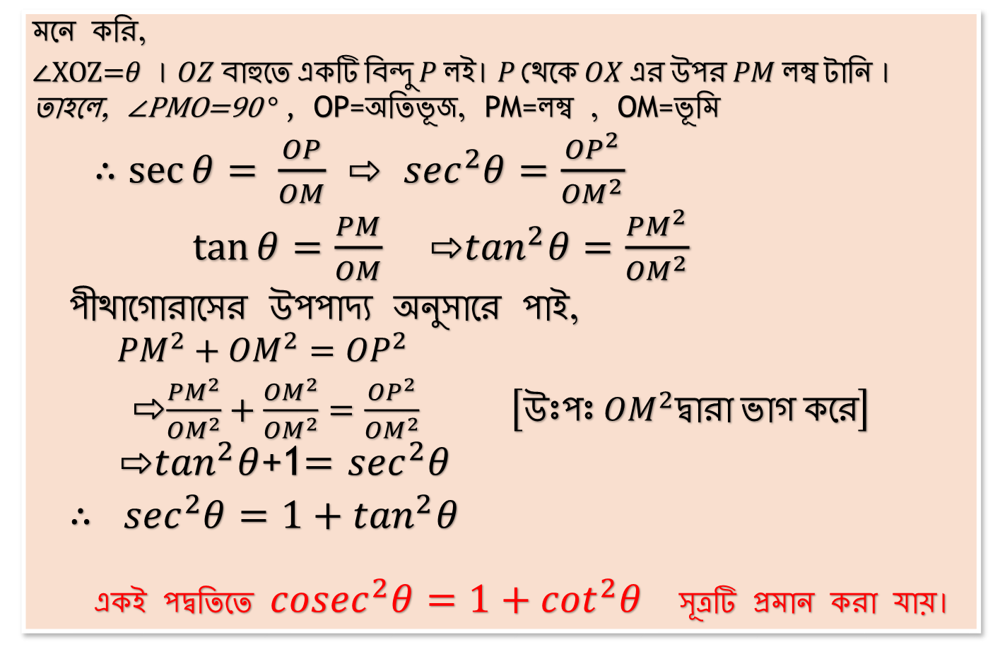 মনে করি,
∠XOZ=θ । OZ বাহুতে একটি বিন্দু P লই। P থেকে OX এর উপর PM লম্ব টানি ।
তাহলে, ∠PMO=90° , OP=অতিভূজ, PM=লম্ব , OM=ভূমি
∴ sec θ = OP/OM ⇨ sec²θ = OP²/OM²
tan θ = PM/OM ⇨tan²θ = PM²/OM²
পীথাগোরাসের উপপাদ্য অনুসারে পাই,
PM² + OM² = OP²
⇨PM²/OM² + OM²/OM² = OP²/OM² [উঃপঃ OM²দ্বারা ভাগ করে]
⇨tan²θ+1= sec²θ
∴ sec²θ = 1 + tan²θ
একই পদ্বতিতে cosec²θ = 1 + cot²θ সূত্রটি প্রমান করা যায়।